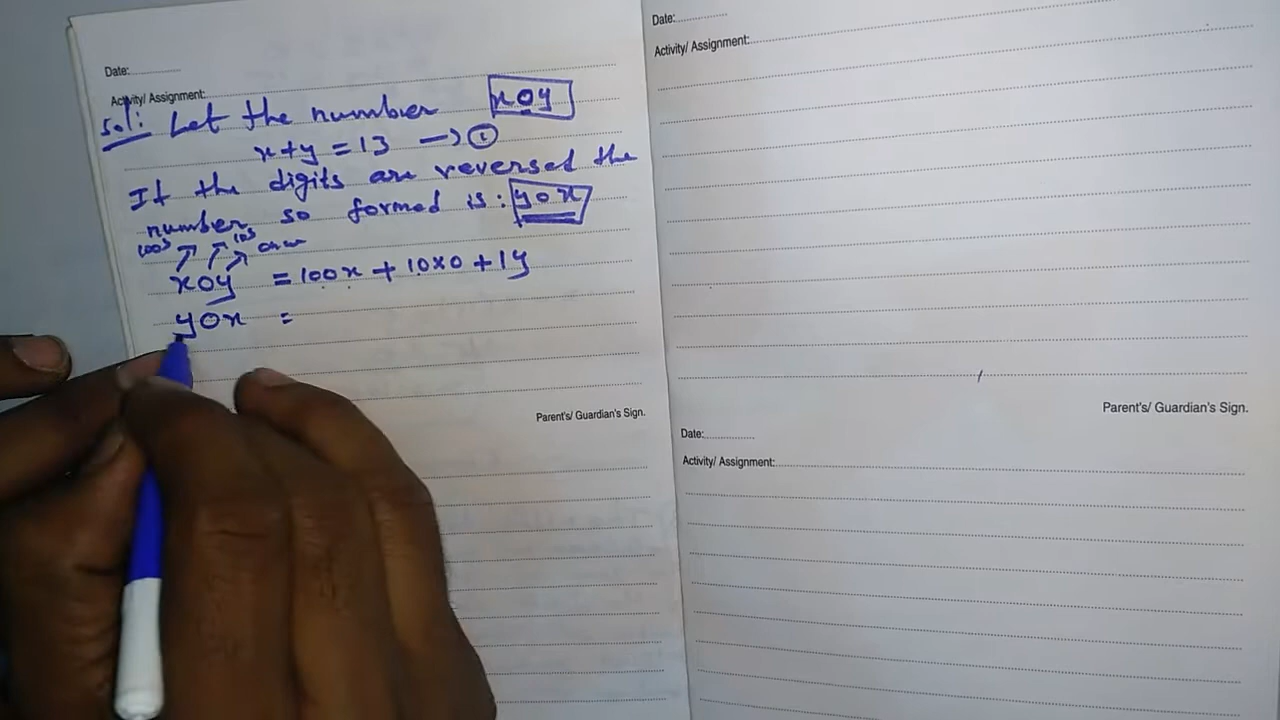 Date:
Activity/ Assignment:
Sol: Let the number x0y
x+y = 13 → ①
If the digits are reversed the
number so formed is: y0x
100s 10s ones
x0y = 100x + 10x0 + 1y
y0x =
Parent's/ Guardian's Sign.
Date:
Activity/ Assignment:
Parent's/ Guardian's Sign.
Date:
Activity/ Assignment: